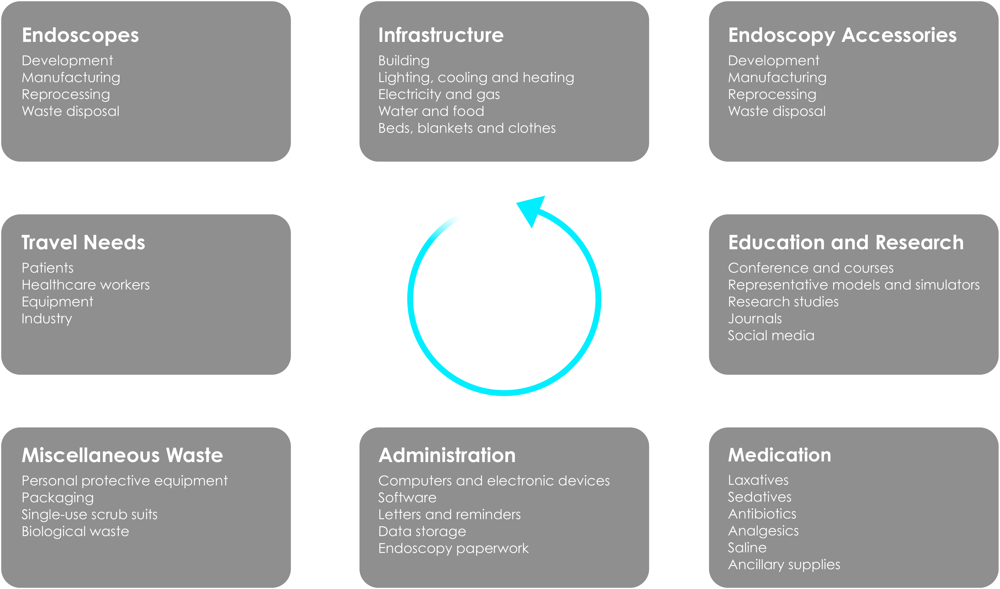 Endoscopes
Development
Manufacturing
Reprocessing
Waste disposal
Infrastructure
Building
Lighting, cooling and heating
Electricity and gas
Water and food
Beds, blankets and clothes
Endoscopy Accessories
Development
Manufacturing
Reprocessing
Waste disposal
Travel Needs
Patients
Healthcare workers
Equipment
Industry
Education and Research
Conference and courses
Representative models and simulators
Research studies
Journals
Social media
Miscellaneous Waste
Personal protective equipment
Packaging
Single-use scrub suits
Biological waste
Administration
Computers and electronic devices
Software
Letters and reminders
Data storage
Endoscopy paperwork
Medication
Laxatives
Sedatives
Antibiotics
Analgesics
Saline
Ancillary supplies